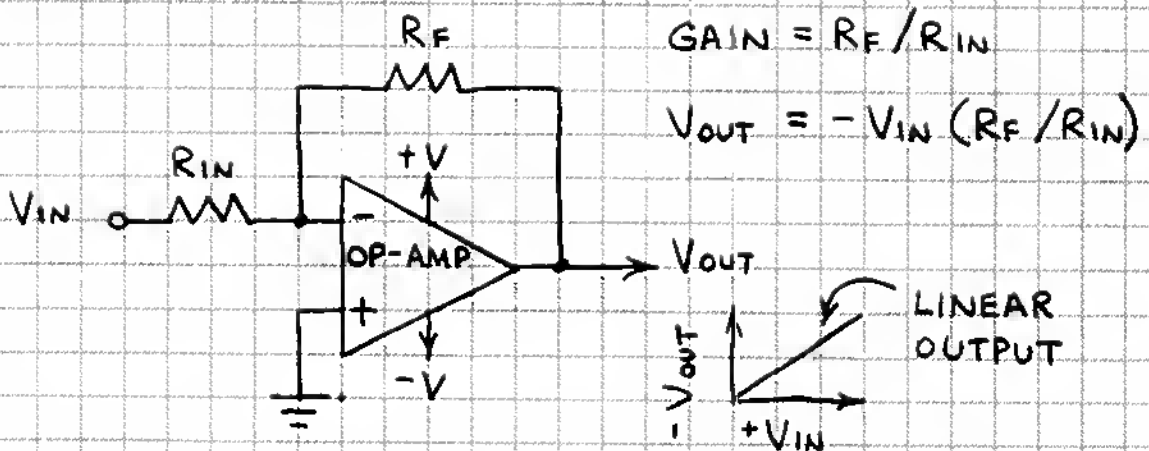 RF
GAIN = RF/RIN
VOUT = - VIN (RF/RIN)
+V
RIN
VIN
-
OP-AMP
+
-V
VOUT
LINEAR
OUTPUT
-VOUT
+VIN